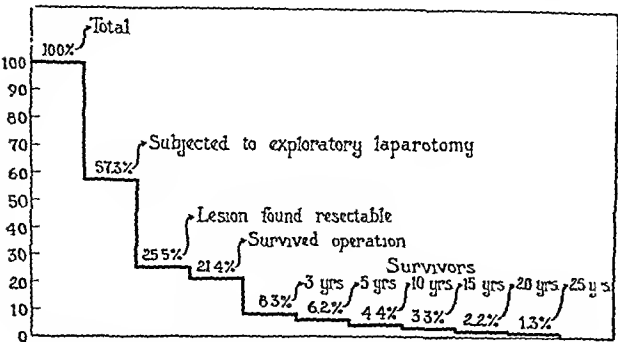 Total
100%
100
90
80
70
Subjected to exploratory laparotomy
60
57.3%
50
Lesion found resectable
40
Survived operation
30
25.5%
21.4%
Survivors
20
3 yrs 5 yrs 10 yrs 15 yrs 20 yrs 25 y s.
10
8.3% 6.2% 4.4% 3.3% 2.2% 1.3%
0